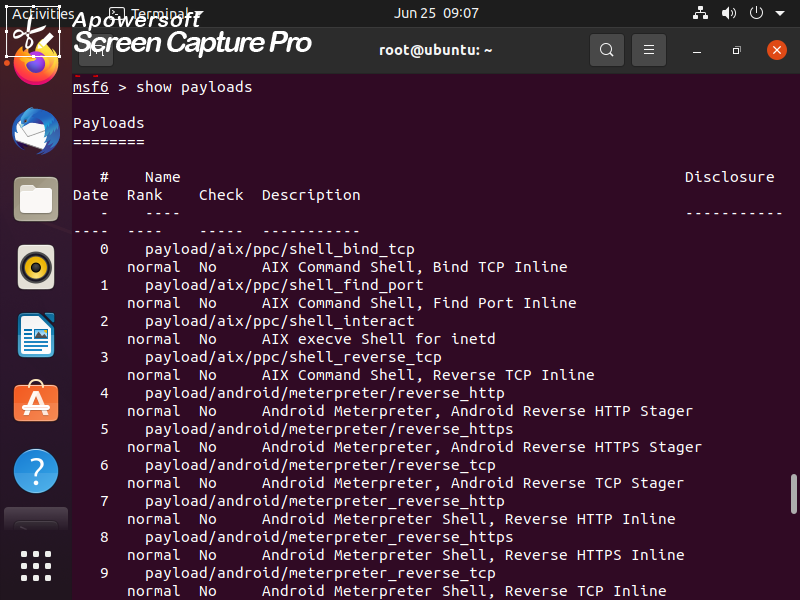 Activities
Terminal
Jun 25 09:07
Apowersoft
Screen Capture Pro
root@ubuntu: ~
msf6 > show payloads
Payloads
========
# Name Disclosure
Date Rank Check Description
- ---- -----------
---- ---- ----- -----------
0 payload/aix/ppc/shell_bind_tcp
normal No AIX Command Shell, Bind TCP Inline
1 payload/aix/ppc/shell_find_port
normal No AIX Command Shell, Find Port Inline
2 payload/aix/ppc/shell_interact
normal No AIX execve Shell for inetd
3 payload/aix/ppc/shell_reverse_tcp
normal No AIX Command Shell, Reverse TCP Inline
4 payload/android/meterpreter/reverse_http
normal No Android Meterpreter, Android Reverse HTTP Stager
5 payload/android/meterpreter/reverse_https
normal No Android Meterpreter, Android Reverse HTTPS Stager
6 payload/android/meterpreter/reverse_tcp
normal No Android Meterpreter, Android Reverse TCP Stager
7 payload/android/meterpreter_reverse_http
normal No Android Meterpreter Shell, Reverse HTTP Inline
8 payload/android/meterpreter_reverse_https
normal No Android Meterpreter Shell, Reverse HTTPS Inline
9 payload/android/meterpreter_reverse_tcp
normal No Android Meterpreter Shell, Reverse TCP Inline